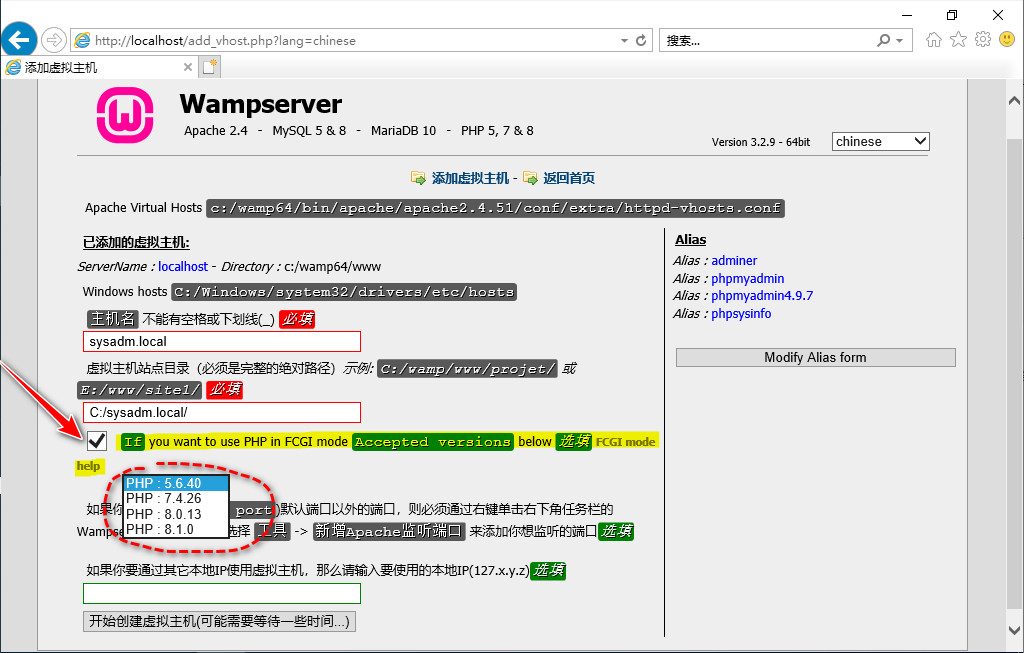 http://localhost/add_vhost.php?lang=chinese
搜索...
添加虚拟主机
Wampserver
Apache 2.4 - MySQL 5 & 8 - MariaDB 10 - PHP 5, 7 & 8
Version 3.2.9 - 64bit
chinese
添加虚拟主机 - 返回首页
Apache Virtual Hosts c:/wamp64/bin/apache/apache2.4.51/conf/extra/httpd-vhosts.conf
已添加的虚拟主机:
ServerName : localhost - Directory : c:/wamp64/www
Windows hosts C:/Windows/system32/drivers/etc/hosts
主机名 不能有空格或下划线(_) 必填
sysadm.local
虚拟主机站点目录（必须是完整的绝对路径）示例: C:/wamp/www/projet/ 或
E:/www/site1/ 必填
C:/sysadm.local/
If you want to use PHP in FCGI mode Accepted versions below 选填 FCGI mode
help
PHP : 5.6.40
PHP : 7.4.26
PHP : 8.0.13
PHP : 8.1.0
如果你 port)默认端口以外的端口，则必须通过右键单击右下角任务栏的
Wampse 选择 工具 -> 新增Apache监听端口 来添加你想监听的端口 选填
如果你要通过其它本地IP使用虚拟主机，那么请输入要使用的本地IP(127.x.y.z) 选填
开始创建虚拟主机(可能需要等待一些时间...)
Alias
Alias : adminer
Alias : phpmyadmin
Alias : phpmyadmin4.9.7
Alias : phpsysinfo
Modify Alias form